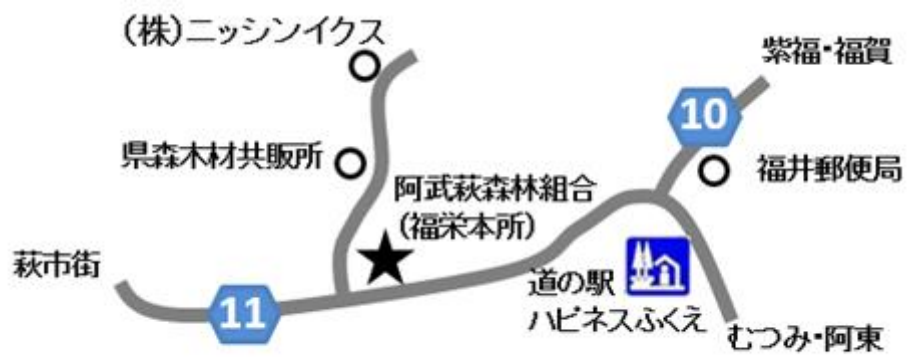 (株)ニッシンイクス
紫福・福賀
10
県森木材共販所
福井郵便局
阿武萩森林組合
(福栄本所)
萩市街
道の駅
ハピネスふくえ
11
むつみ・阿東